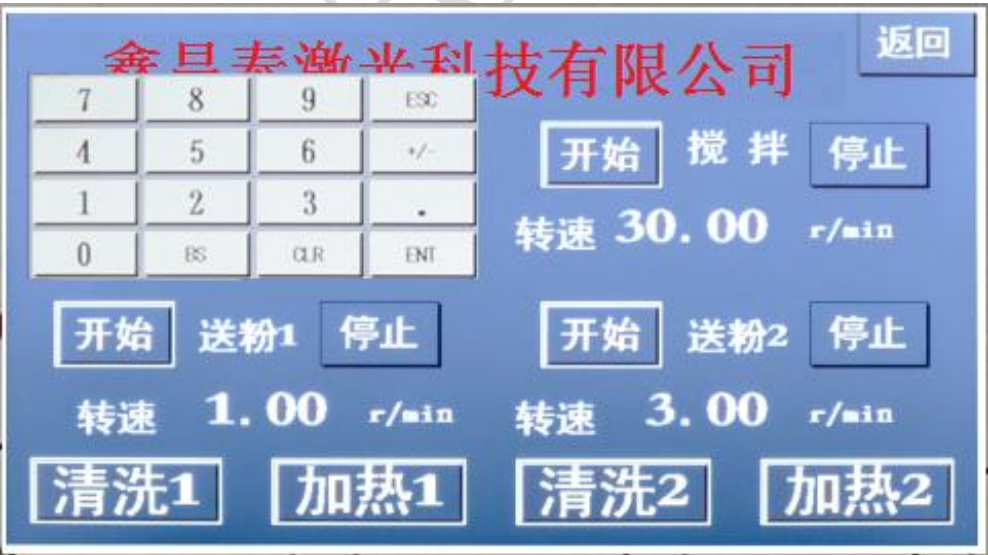 返回
激光科技有限公司
7 8 9 ESC
4 5 6 +/-
1 2 3 .
0 BS CLR ENT
开始 搅拌 停止
转速 30.00 r/min
开始 送粉1 停止
转速 1.00 r/min
开始 送粉2 停止
转速 3.00 r/min
清洗1 加热1 清洗2 加热2